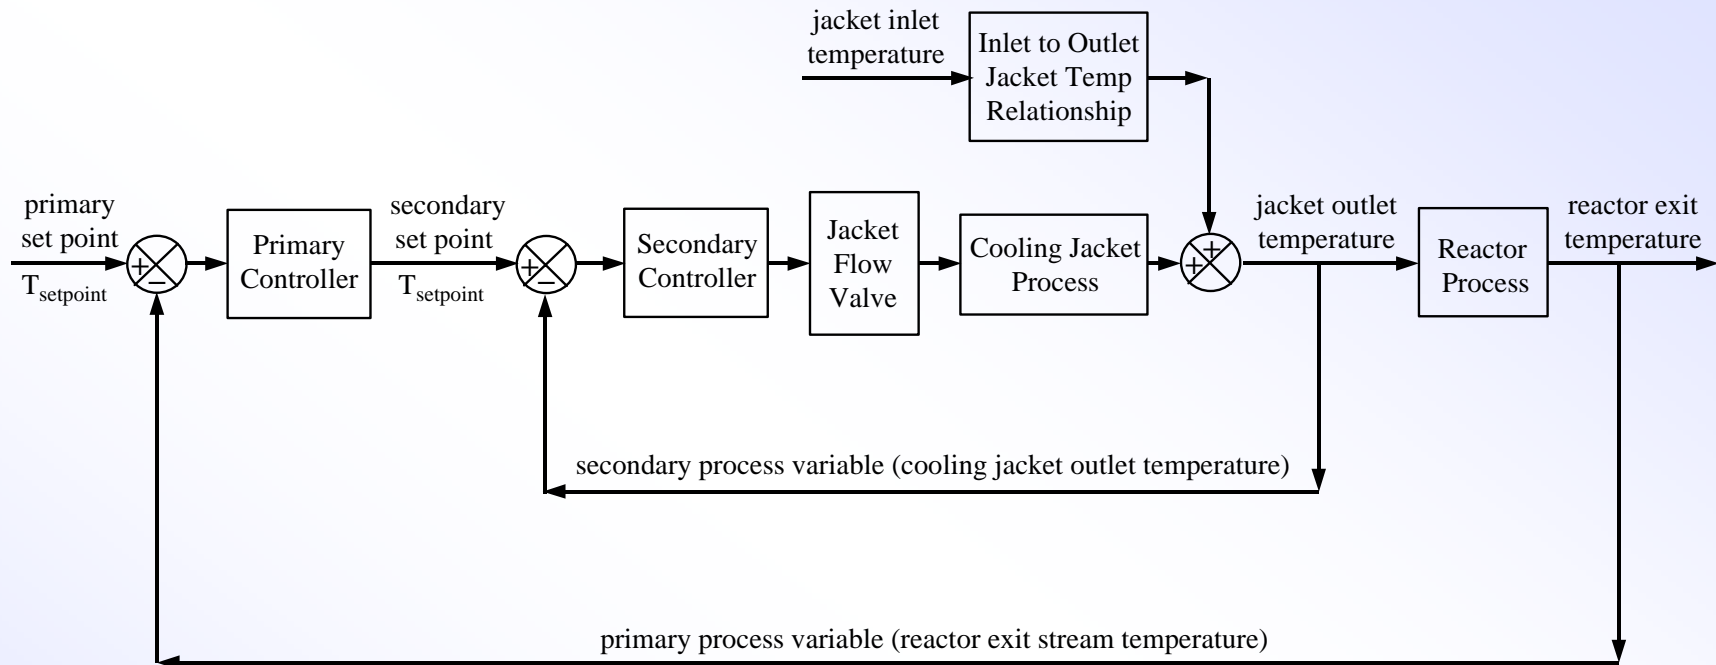 jacket inlet
temperature
Inlet to Outlet
Jacket Temp
Relationship
primary
set point
T_setpoint
+
−
Primary
Controller
secondary
set point
T_setpoint
+
−
Secondary
Controller
Jacket
Flow
Valve
Cooling Jacket
Process
+
+
jacket outlet
temperature
Reactor
Process
reactor exit
temperature
secondary process variable (cooling jacket outlet temperature)
primary process variable (reactor exit stream temperature)